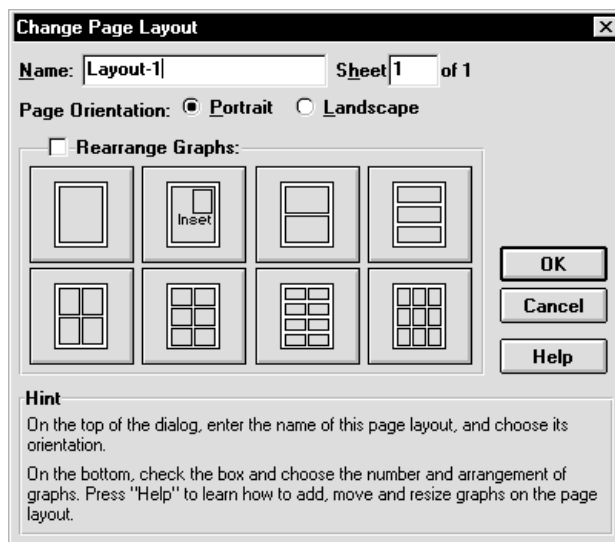 Change Page Layout
Name: Layout-1 Sheet 1 of 1
Page Orientation: Portrait Landscape
Rearrange Graphs:
Inset
OK
Cancel
Help
Hint
On the top of the dialog, enter the name of this page layout, and choose its
orientation.
On the bottom, check the box and choose the number and arrangement of
graphs. Press "Help" to learn how to add, move and resize graphs on the page
layout.